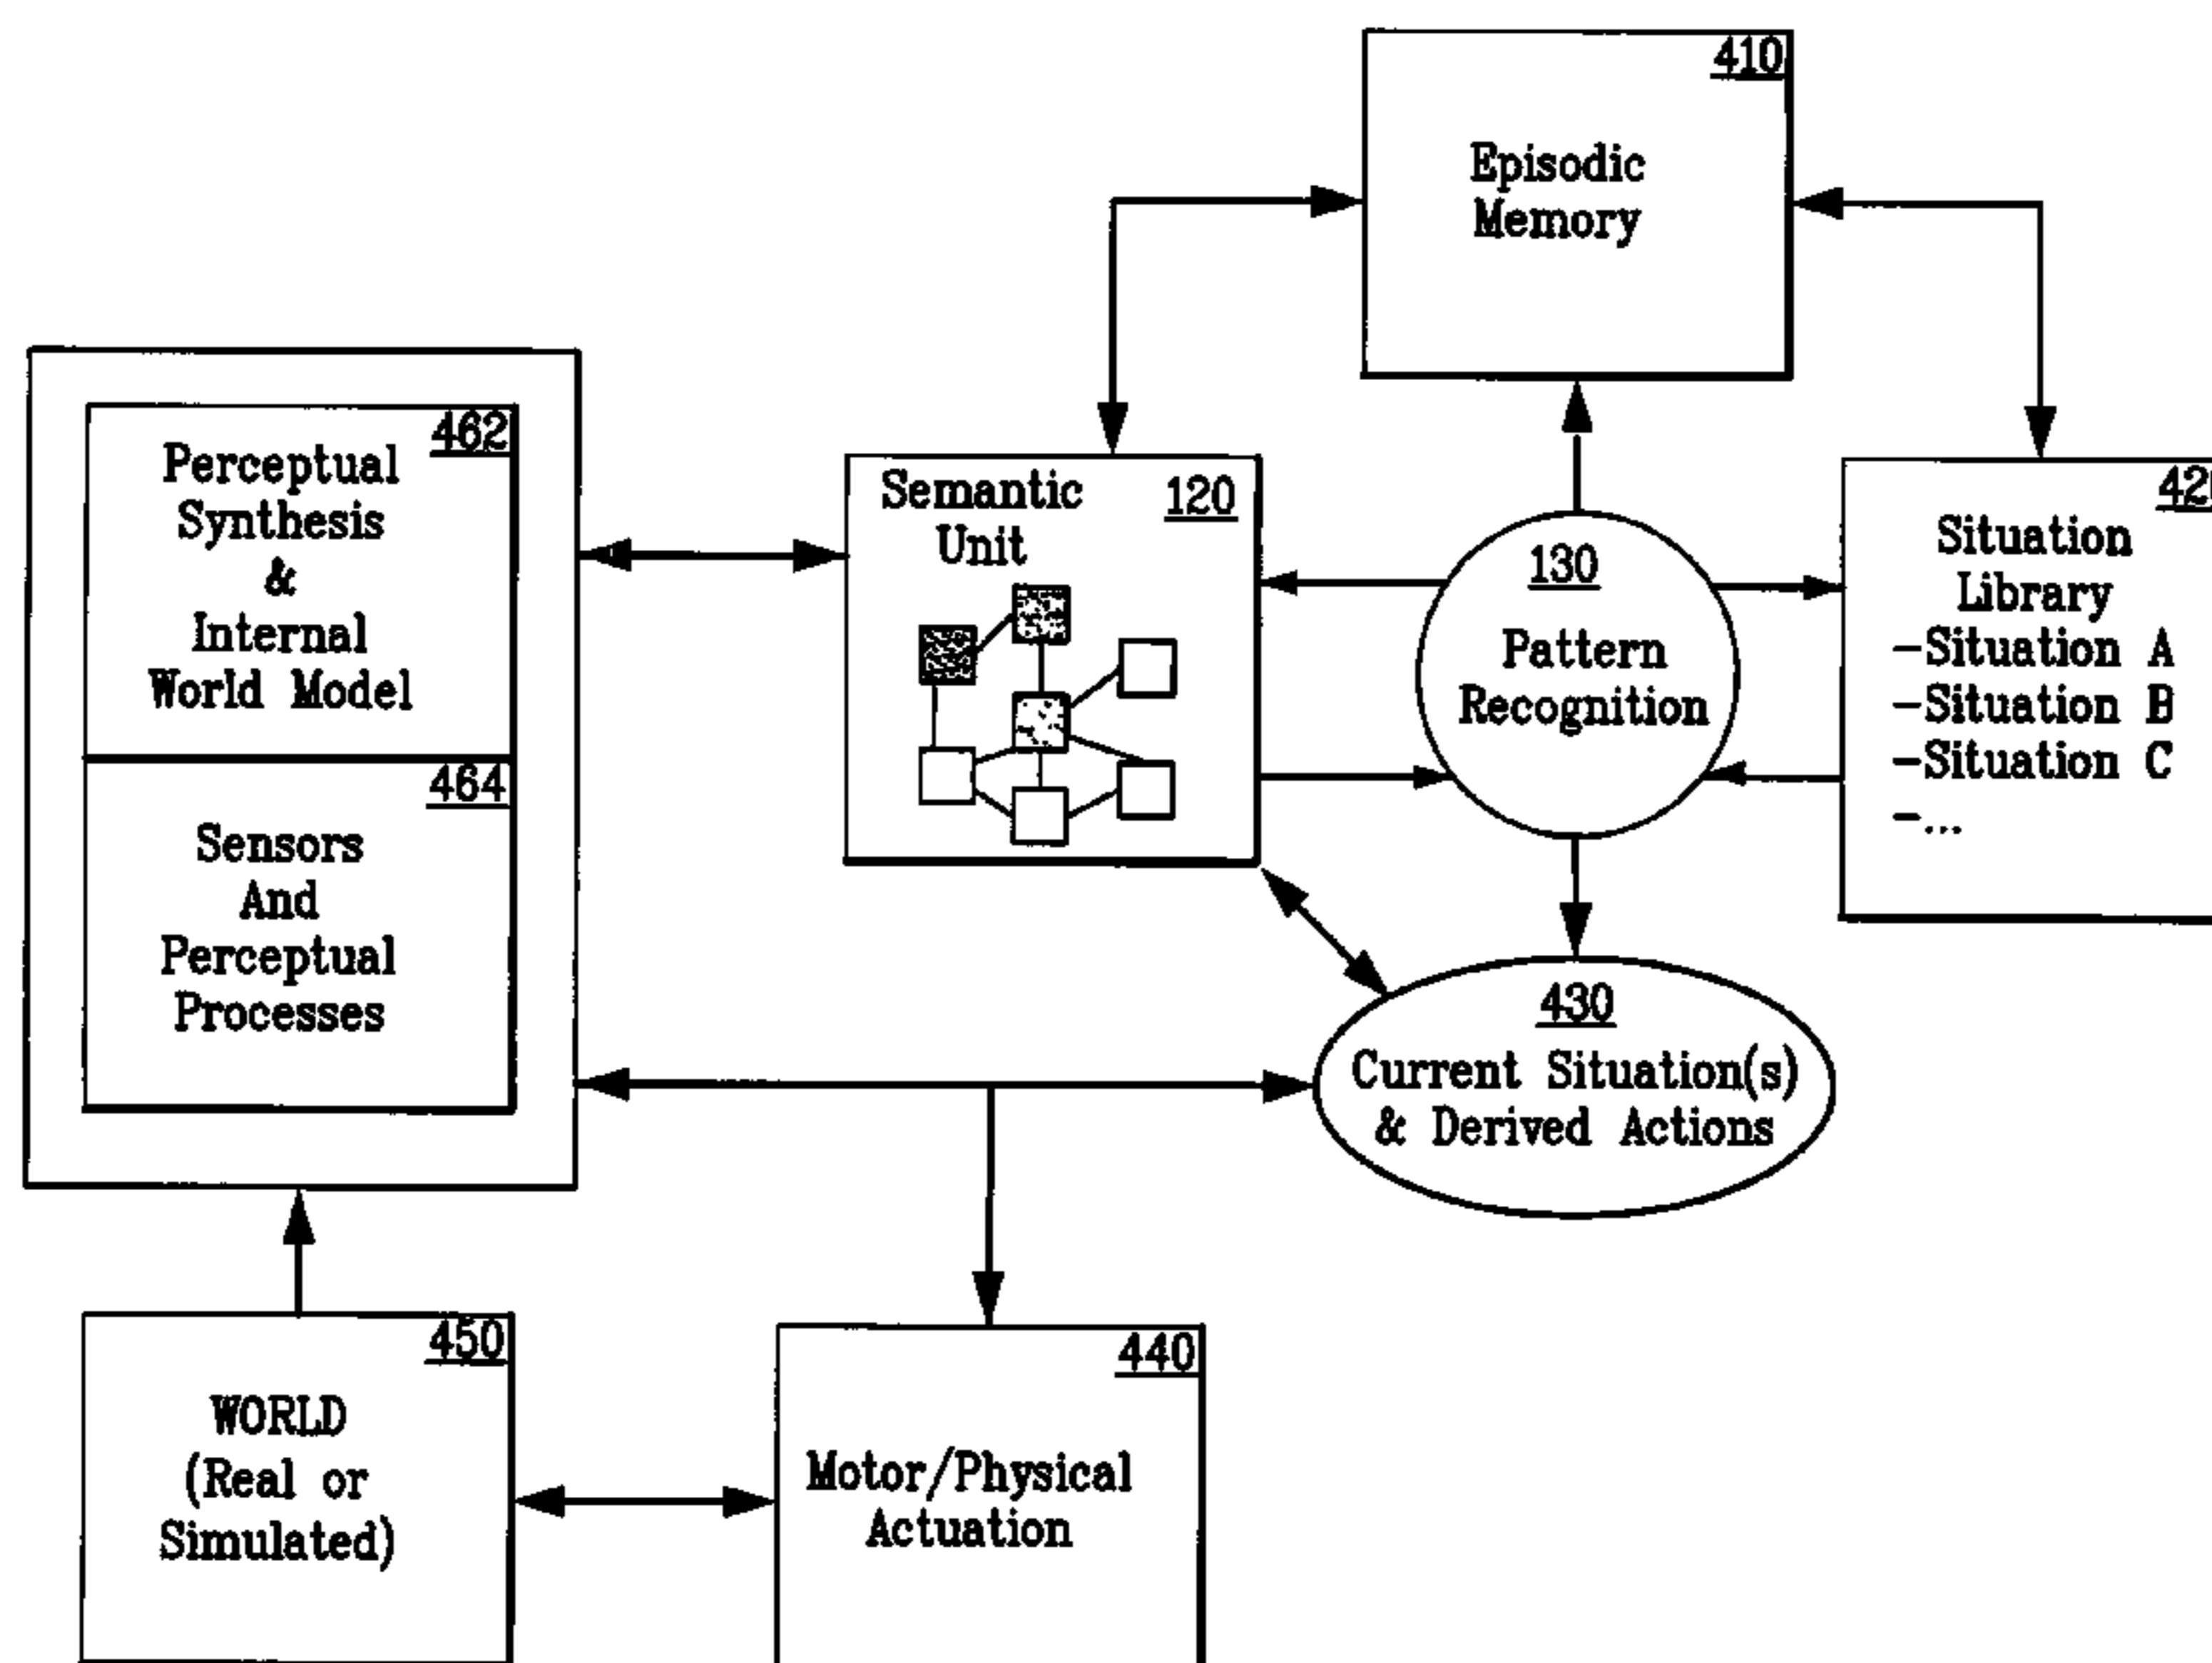 410
Episodic
Memory
462
Perceptual
Synthesis
&
Internal
World Model
464
Sensors
And
Perceptual
Processes
Semantic
Unit
120
130
Pattern
Recognition
Situation
Library
-Situation A
-Situation B
-Situation C
-...
430
Current Situation(s)
& Derived Actions
450
WORLD
(Real or
Simulated)
440
Motor/Physical
Actuation